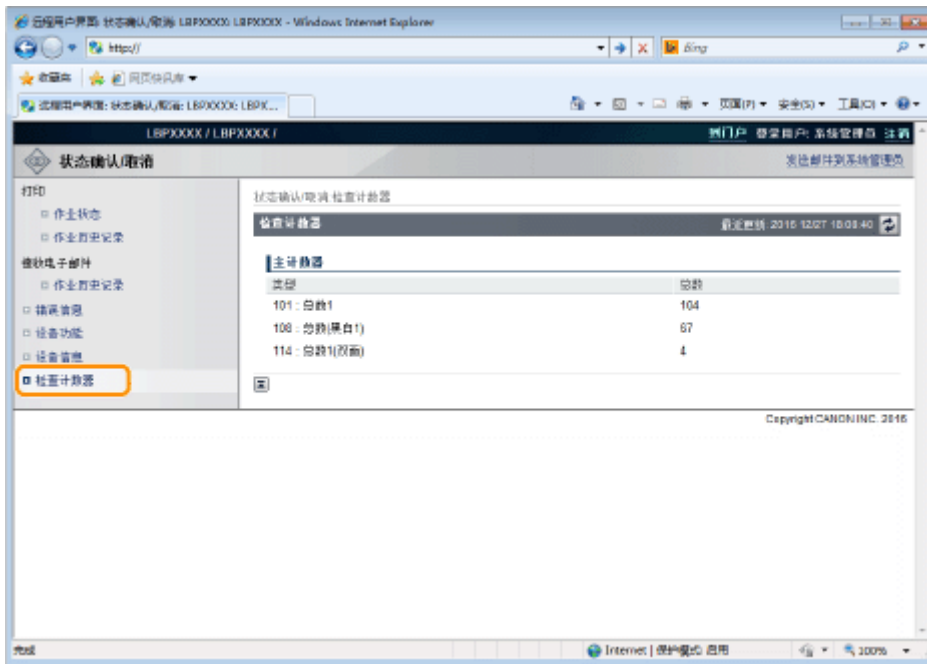 远程用户界面: 状态确认/取消: LBPXXXX: LBPXXXX - Windows Internet Explorer
http://
Bing
收藏夹 网页快讯库
远程用户界面: 状态确认/取消: LBPXXXX: LBPX...
页面(P) 安全(S) 工具(O)
LBPXXXX / LBPXXXX /
到门户 登录用户: 系统管理员 注销
状态确认/取消
发送邮件到系统管理员
打印
作业状态
作业历史记录
接收电子邮件
作业历史记录
错误信息
设备功能
设备信息
检查计数器
状态确认/取消:检查计数器
检查计数器
最近更新: 2016 12/27 18:08:40
主计数器
类型 总数
101 : 总数1 104
108 : 总数(黑白1) 67
114 : 总数1(双面) 4
Copyright CANON INC. 2016
完成
Internet | 保护模式: 启用
100%